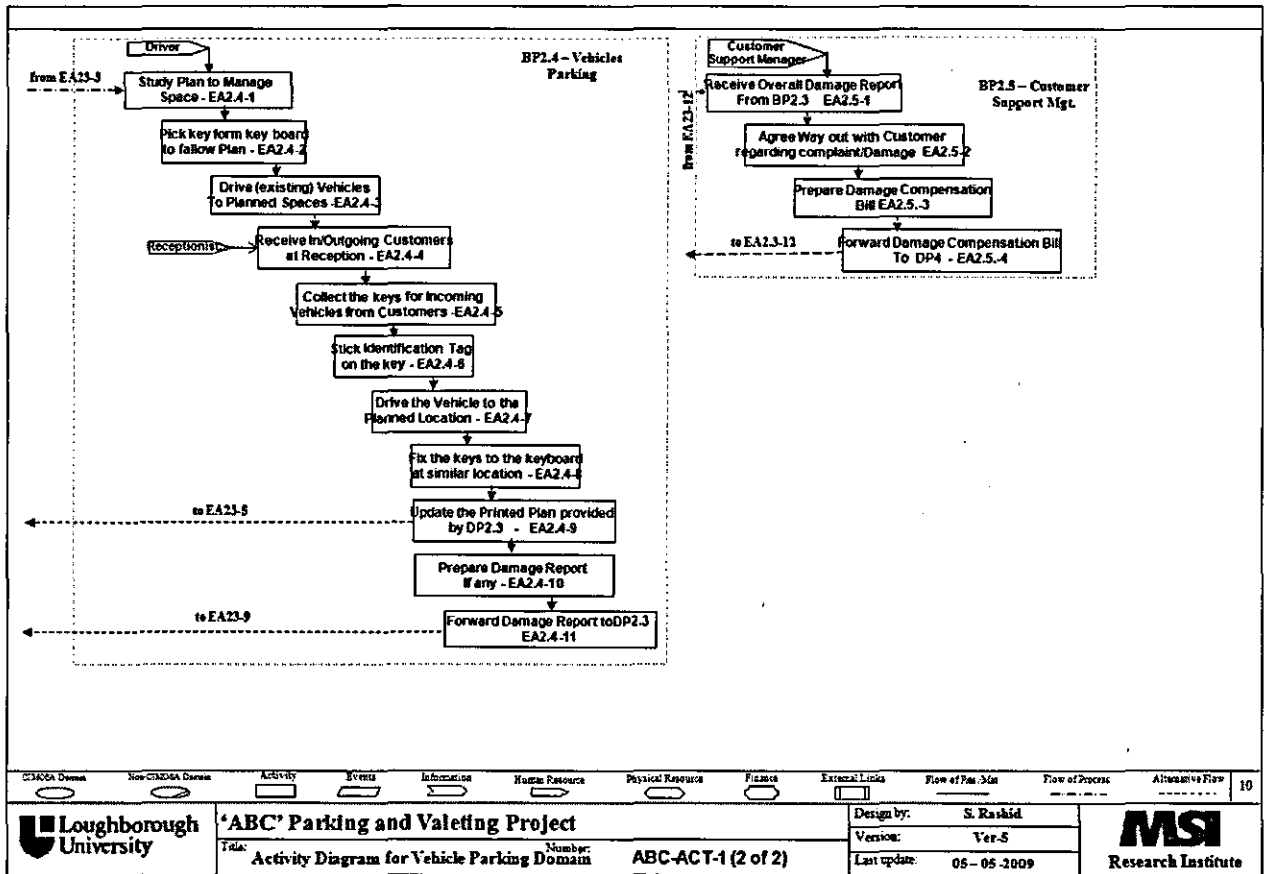 Driver
BP2.4 – Vehicles
Parking
from EA23-3
Study Plan to Manage
Space - EA2.4-1
Pick key form key board
to fallow Plan - EA2.4-2
Drive (existing) Vehicles
To Planned Spaces -EA2.4-3
Receptionist
Receive In/Outgoing Customers
at Reception - EA2.4-4
Collect the keys for Incoming
Vehicles from Customers -EA2.4-5
Stick Identification Tag
on the key - EA2.4-6
Drive the Vehicle to the
Planned Location - EA2.4-7
Fix the keys to the keyboard
at similar location - EA2.4-8
to EA23-5
Update the Printed Plan provided
by DP2.3 - EA2.4-9
Prepare Damage Report
If any - EA2.4-10
to EA23-9
Forward Damage Report toDP2.3
EA2.4-11
Customer
Support Manager
BP2.5 – Customer
Support Mgt.
from EA23-12
Receive Overall Damage Report
From BP2.3 EA2.5-1
Agree Way out with Customer
regarding complaint/Damage EA2.5-2
Prepare Damage Compensation
Bill EA2.5.-3
to EA2.3-12
Forward Damage Compensation Bill
To DP4 - EA2.5.-4
CIMOSA Domain Non-CIMOSA Domain Activity Events Information Human Resource Physical Resource Finance External Links Flow of Res./Mat Flow of Process Alternative Flow 10
Loughborough
University
'ABC' Parking and Valeting Project
Title: Number:
Activity Diagram for Vehicle Parking Domain ABC-ACT-1 (2 of 2)
Design by: S. Rashid
Version: Ver-5
Last update: 05 – 05 -2009
MSI
Research Institute